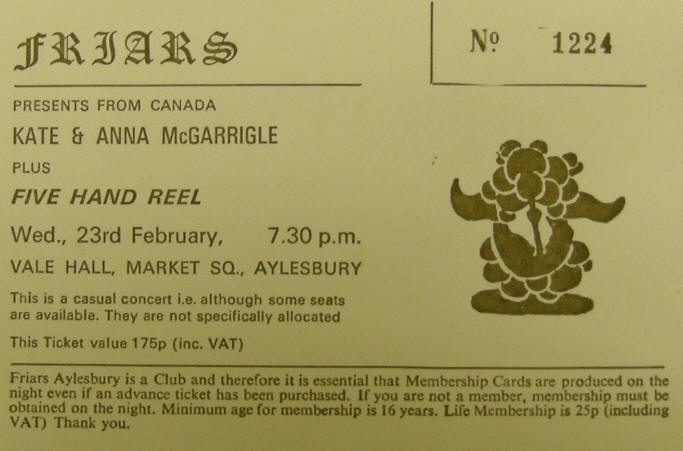 FRIARS
Nº 1224
PRESENTS FROM CANADA
KATE & ANNA McGARRIGLE
PLUS
FIVE HAND REEL
Wed., 23rd February, 7.30 p.m.
VALE HALL, MARKET SQ., AYLESBURY
This is a casual concert i.e. although some seats
are available. They are not specifically allocated
This Ticket value 175p (inc. VAT)
Friars Aylesbury is a Club and therefore it is essential that Membership Cards are produced on the
night even if an advance ticket has been purchased. If you are not a member, membership must be
obtained on the night. Minimum age for membership is 16 years. Life Membership is 25p (including
VAT) Thank you.